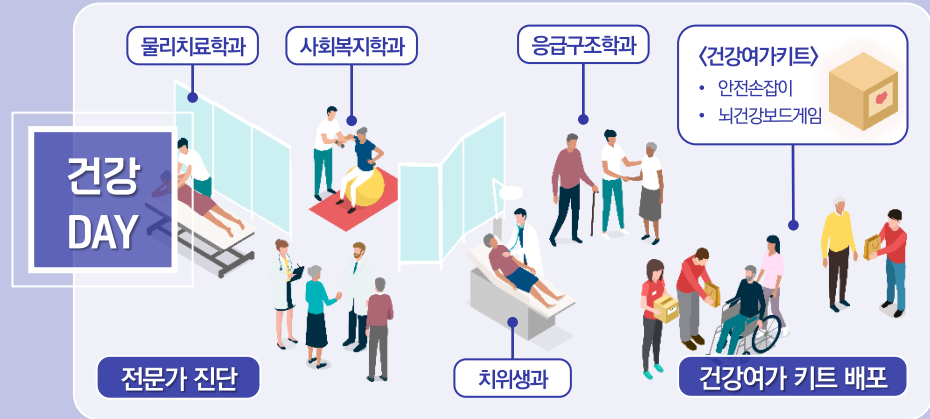 건강
DAY
물리치료학과
사회복지학과
응급구조학과
<건강여가키트>
• 안전손잡이
• 뇌건강보드게임
전문가 진단
치위생과
건강여가 키트 배포